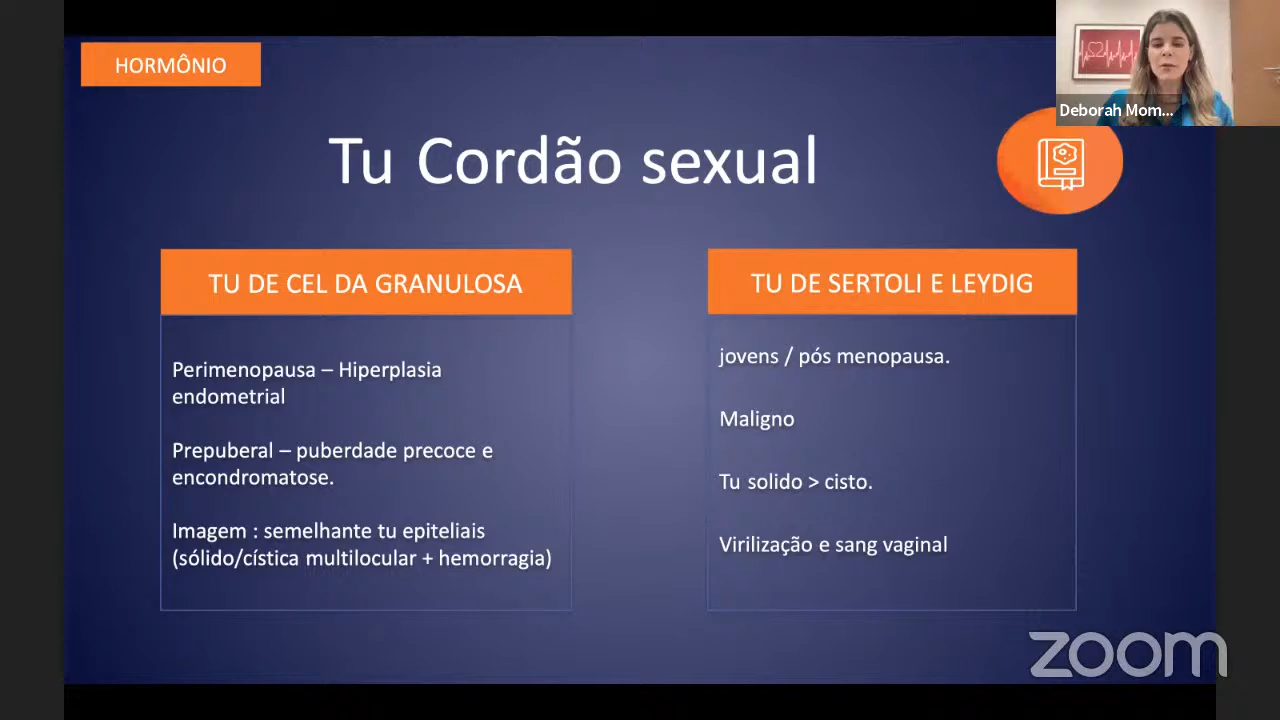 HORMÔNIO
Deborah Mom...
Tu Cordão sexual
TU DE CEL DA GRANULOSA
Perimenopausa – Hiperplasia
endometrial
Prepuberal – puberdade precoce e
encondromatose.
Imagem : semelhante tu epiteliais
(sólido/cística multilocular + hemorragia)
TU DE SERTOLI E LEYDIG
jovens / pós menopausa.
Maligno
Tu solido > cisto.
Virilização e sang vaginal
zoom